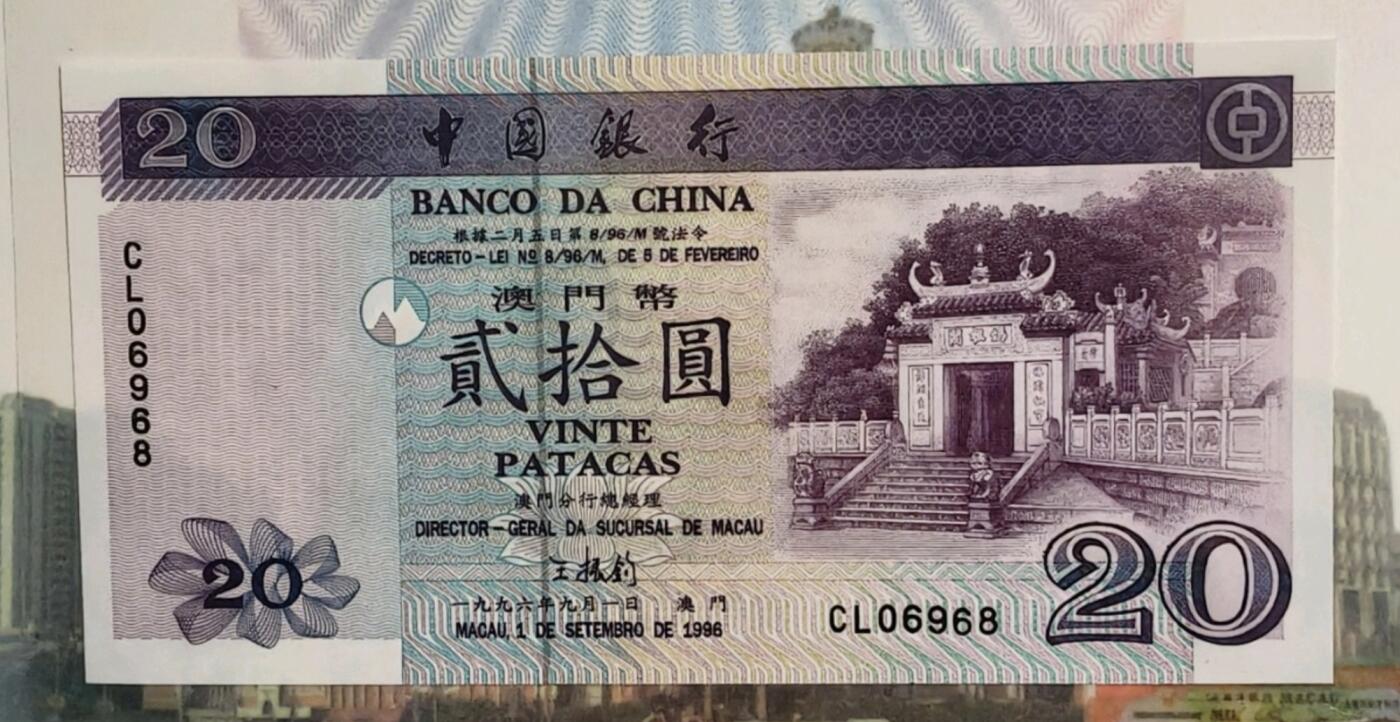 20
中國銀行
BANCO DA CHINA
根據二月五日第8/96/M號法令
DECRETO-LEI Nº 8/96/M, DE 5 DE FEVEREIRO
澳門幣
貳拾圓
VINTE
PATACAS
澳門分行總經理
DIRECTOR-GERAL DA SUCURSAL DE MACAU
王振鈞
一九九六年九月一日 澳門
MACAU, 1 DE SETEMBRO DE 1996
CL06968
20
CL06968
20